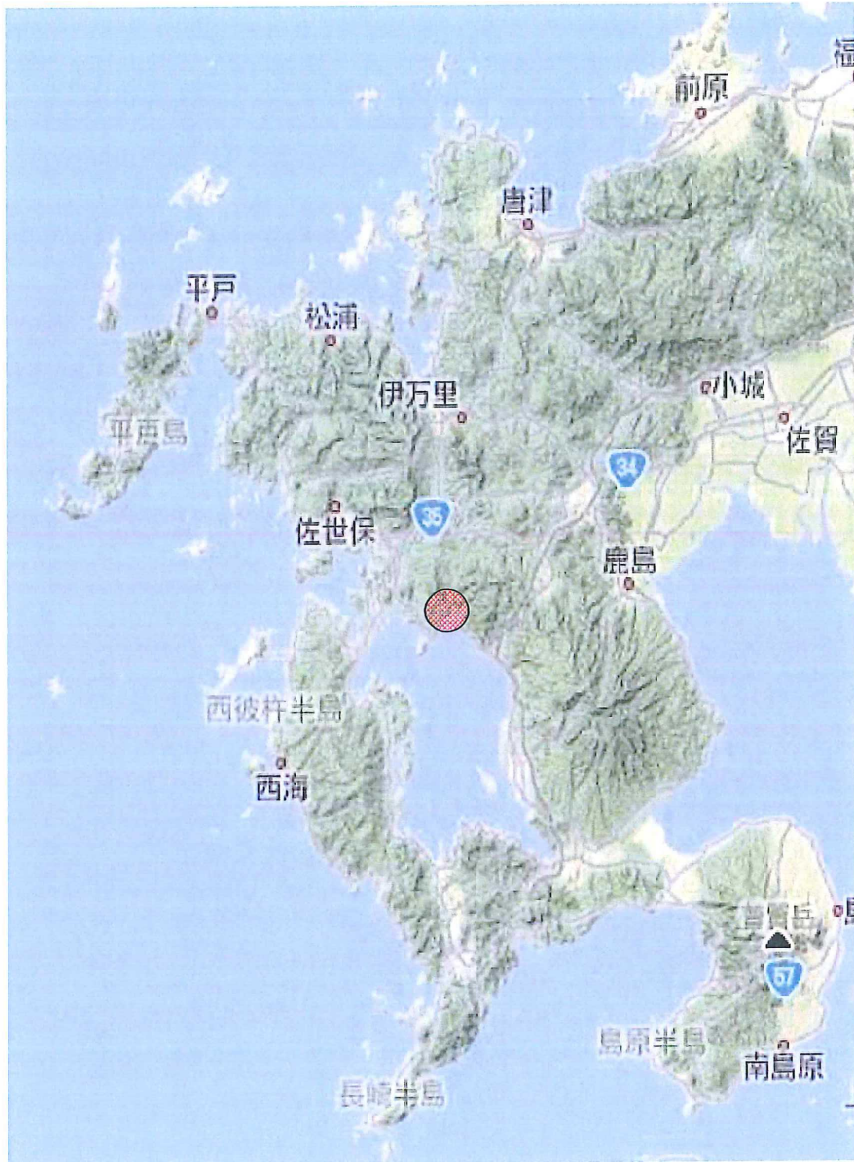 福
前原
唐津
平戸
松浦
小城
伊万里
佐賀
平戸島
34
35
佐世保
鹿島
西彼杵半島
西海
島
普賢岳
57
島原半島
南島原
長崎半島